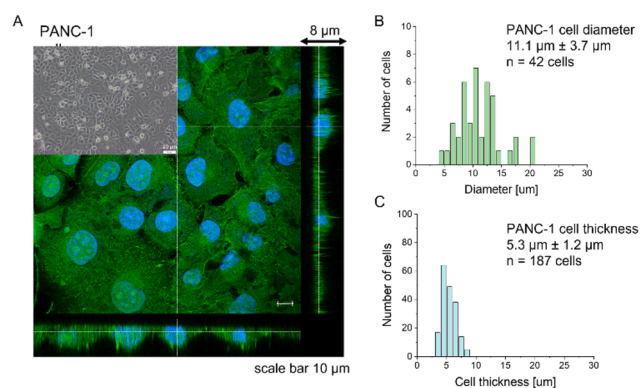 A
PANC-1
8 µm
scale bar 10 µm
B
PANC-1 cell diameter
11.1 µm ± 3.7 µm
n = 42 cells
Number of cells
10
8
6
4
2
0
0 5 10 15 20 25 30
Diameter [um]
C
PANC-1 cell thickness
5.3 µm ± 1.2 µm
n = 187 cells
Number of cells
100
80
60
40
20
0
0 5 10 15 20 25 30
Cell thickness [um]